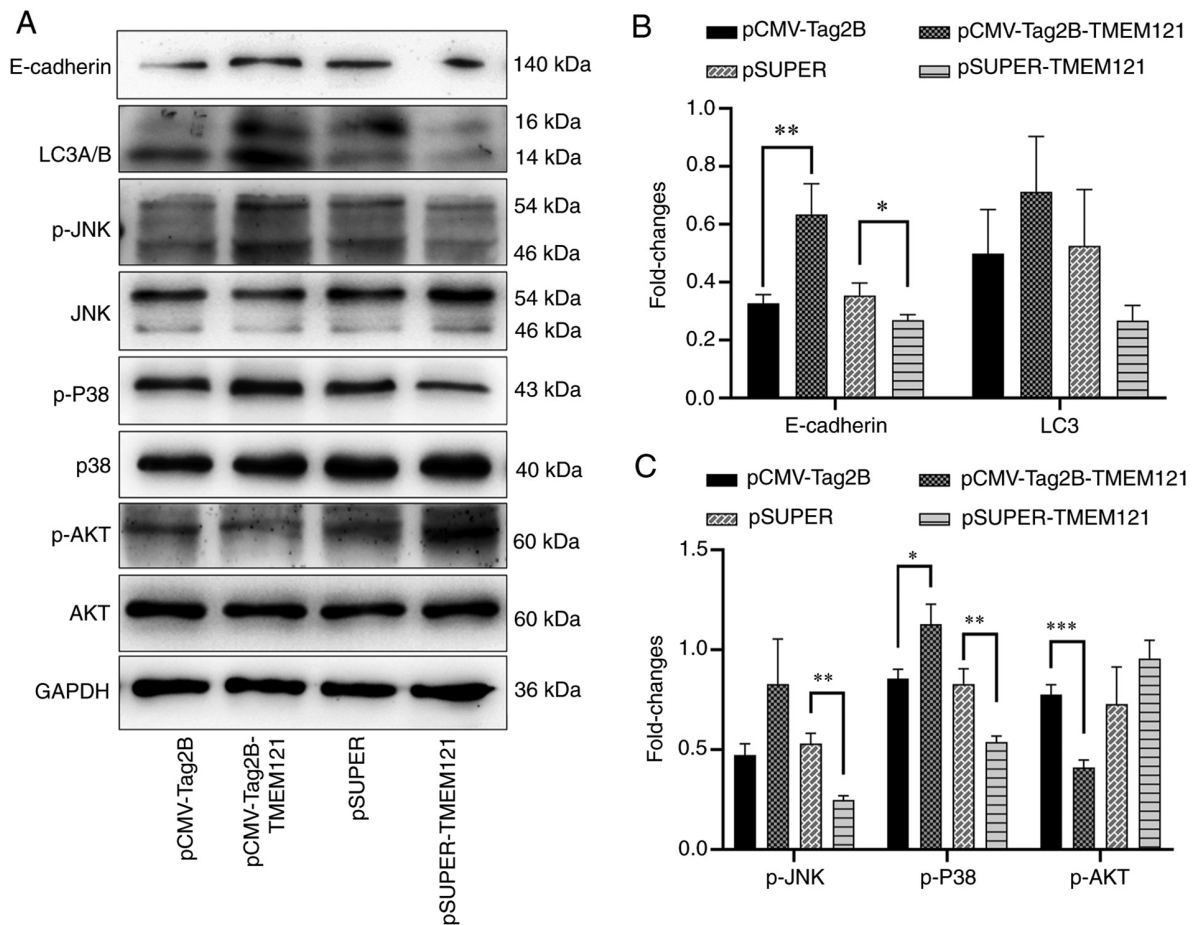 A
E-cadherin
140 kDa
LC3A/B
16 kDa
14 kDa
p-JNK
54 kDa
46 kDa
JNK
54 kDa
46 kDa
p-P38
43 kDa
p38
40 kDa
p-AKT
60 kDa
AKT
60 kDa
GAPDH
36 kDa
pCMV-Tag2B
pCMV-Tag2B-
TMEM121
pSUPER
pSUPER-TMEM121
B
pCMV-Tag2B
pCMV-Tag2B-TMEM121
pSUPER
pSUPER-TMEM121
Fold-changes
1.0
0.8
0.6
0.4
0.2
0.0
**
*
E-cadherin
LC3
C
pCMV-Tag2B
pCMV-Tag2B-TMEM121
pSUPER
pSUPER-TMEM121
Fold-changes
1.5
1.0
0.5
0.0
**
*
**
***
p-JNK
p-P38
p-AKT